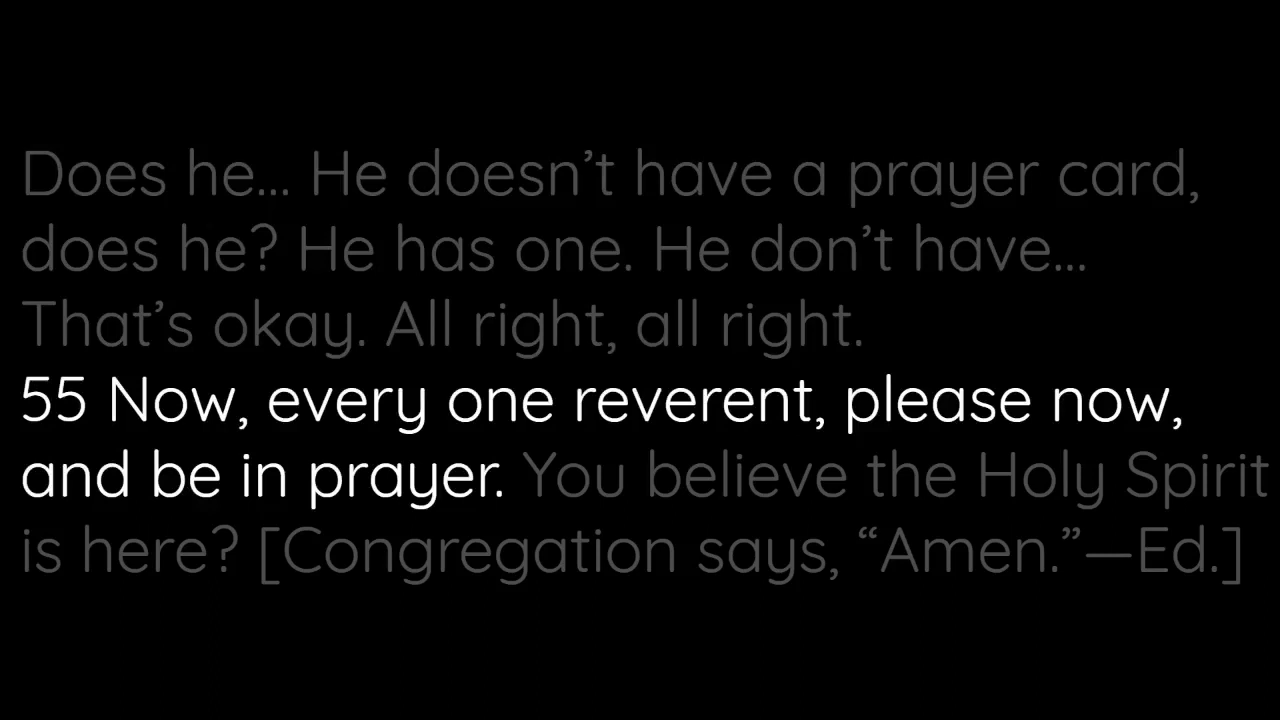 Does he... He doesn’t have a prayer card,
does he? He has one. He don’t have...
That’s okay. All right, all right.
55 Now, every one reverent, please now,
and be in prayer. You believe the Holy Spirit
is here? [Congregation says, “Amen.”—Ed.]